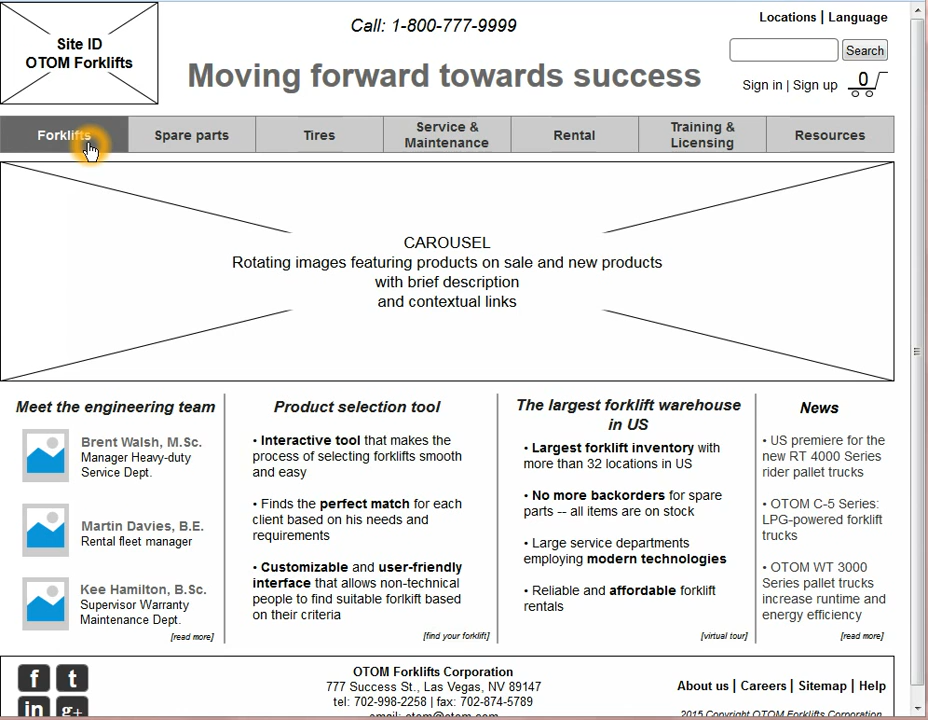 Site ID
OTOM Forklifts
Call: 1-800-777-9999
Moving forward towards success
Locations | Language
Search
Sign in | Sign up
0
Forklifts
Spare parts
Tires
Service &
Maintenance
Rental
Training &
Licensing
Resources
CAROUSEL
Rotating images featuring products on sale and new products
with brief description
and contextual links
Meet the engineering team
Brent Walsh, M.Sc.
Manager Heavy-duty
Service Dept.
Martin Davies, B.E.
Rental fleet manager
Kee Hamilton, B.Sc.
Supervisor Warranty
Maintenance Dept.
[read more]
Product selection tool
• Interactive tool that makes the
process of selecting forklifts smooth
and easy
• Finds the perfect match for each
client based on his needs and
requirements
• Customizable and user-friendly
interface that allows non-technical
people to find suitable forlkift based
on their criteria
[find your forklift]
The largest forklift warehouse
in US
• Largest forklift inventory with
more than 32 locations in US
• No more backorders for spare
parts -- all items are on stock
• Large service departments
employing modern technologies
• Reliable and affordable forklift
rentals
[virtual tour]
News
• US premiere for the
new RT 4000 Series
rider pallet trucks
• OTOM C-5 Series:
LPG-powered forklift
trucks
• OTOM WT 3000
Series pallet trucks
increase runtime and
energy efficiency
[read more]
f t
in g+
OTOM Forklifts Corporation
777 Success St., Las Vegas, NV 89147
tel: 702-998-2258 | fax: 702-874-5789
email: otom@otom.com
About us | Careers | Sitemap | Help
2015 Copyright OTOM Forklifts Corporation